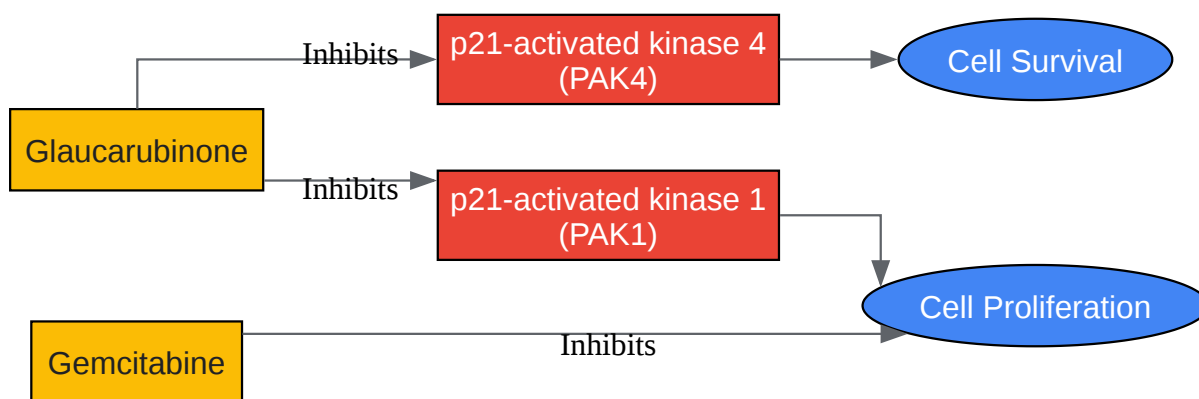 Inhibits
p21-activated kinase 4
(PAK4)
Cell Survival
Glaucarubinone
Inhibits
p21-activated kinase 1
(PAK1)
Cell Proliferation
Gemcitabine
Inhibits